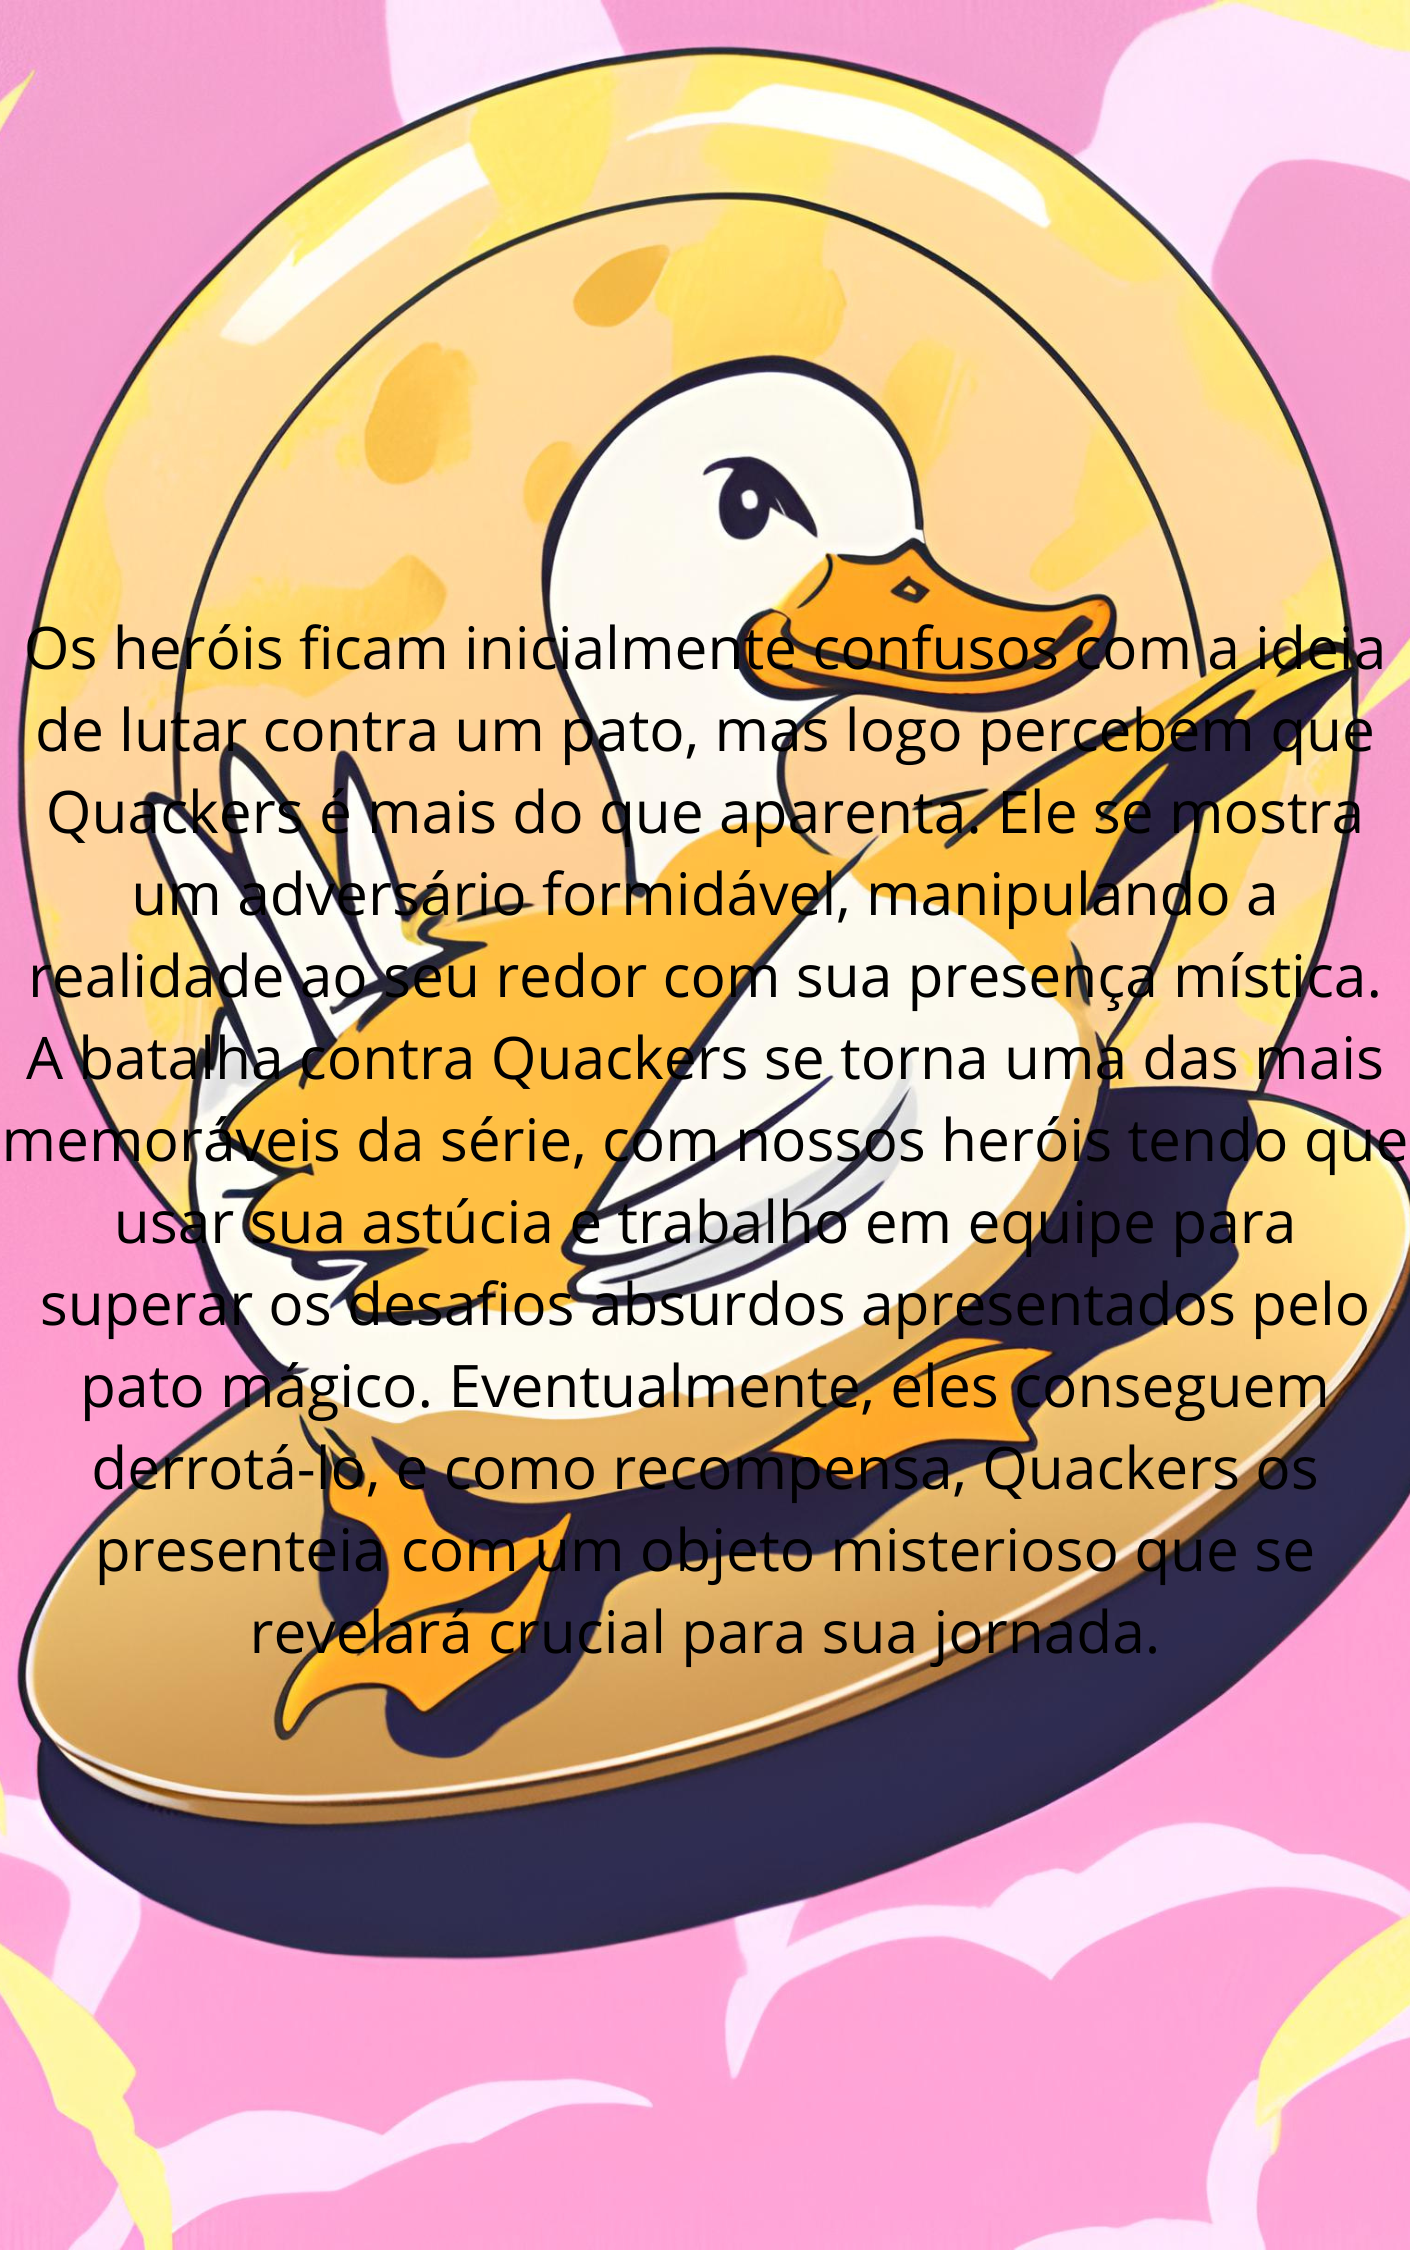 Os heróis ficam inicialmente confusos com a ideia
de lutar contra um pato, mas logo percebem que
Quackers é mais do que aparenta. Ele se mostra
um adversário formidável, manipulando a
realidade ao seu redor com sua presença mística.
A batalha contra Quackers se torna uma das mais
memoráveis da série, com nossos heróis tendo que
usar sua astúcia e trabalho em equipe para
superar os desafios absurdos apresentados pelo
pato mágico. Eventualmente, eles conseguem
derrotá-lo, e como recompensa, Quackers os
presenteia com um objeto misterioso que se
revelará crucial para sua jornada.